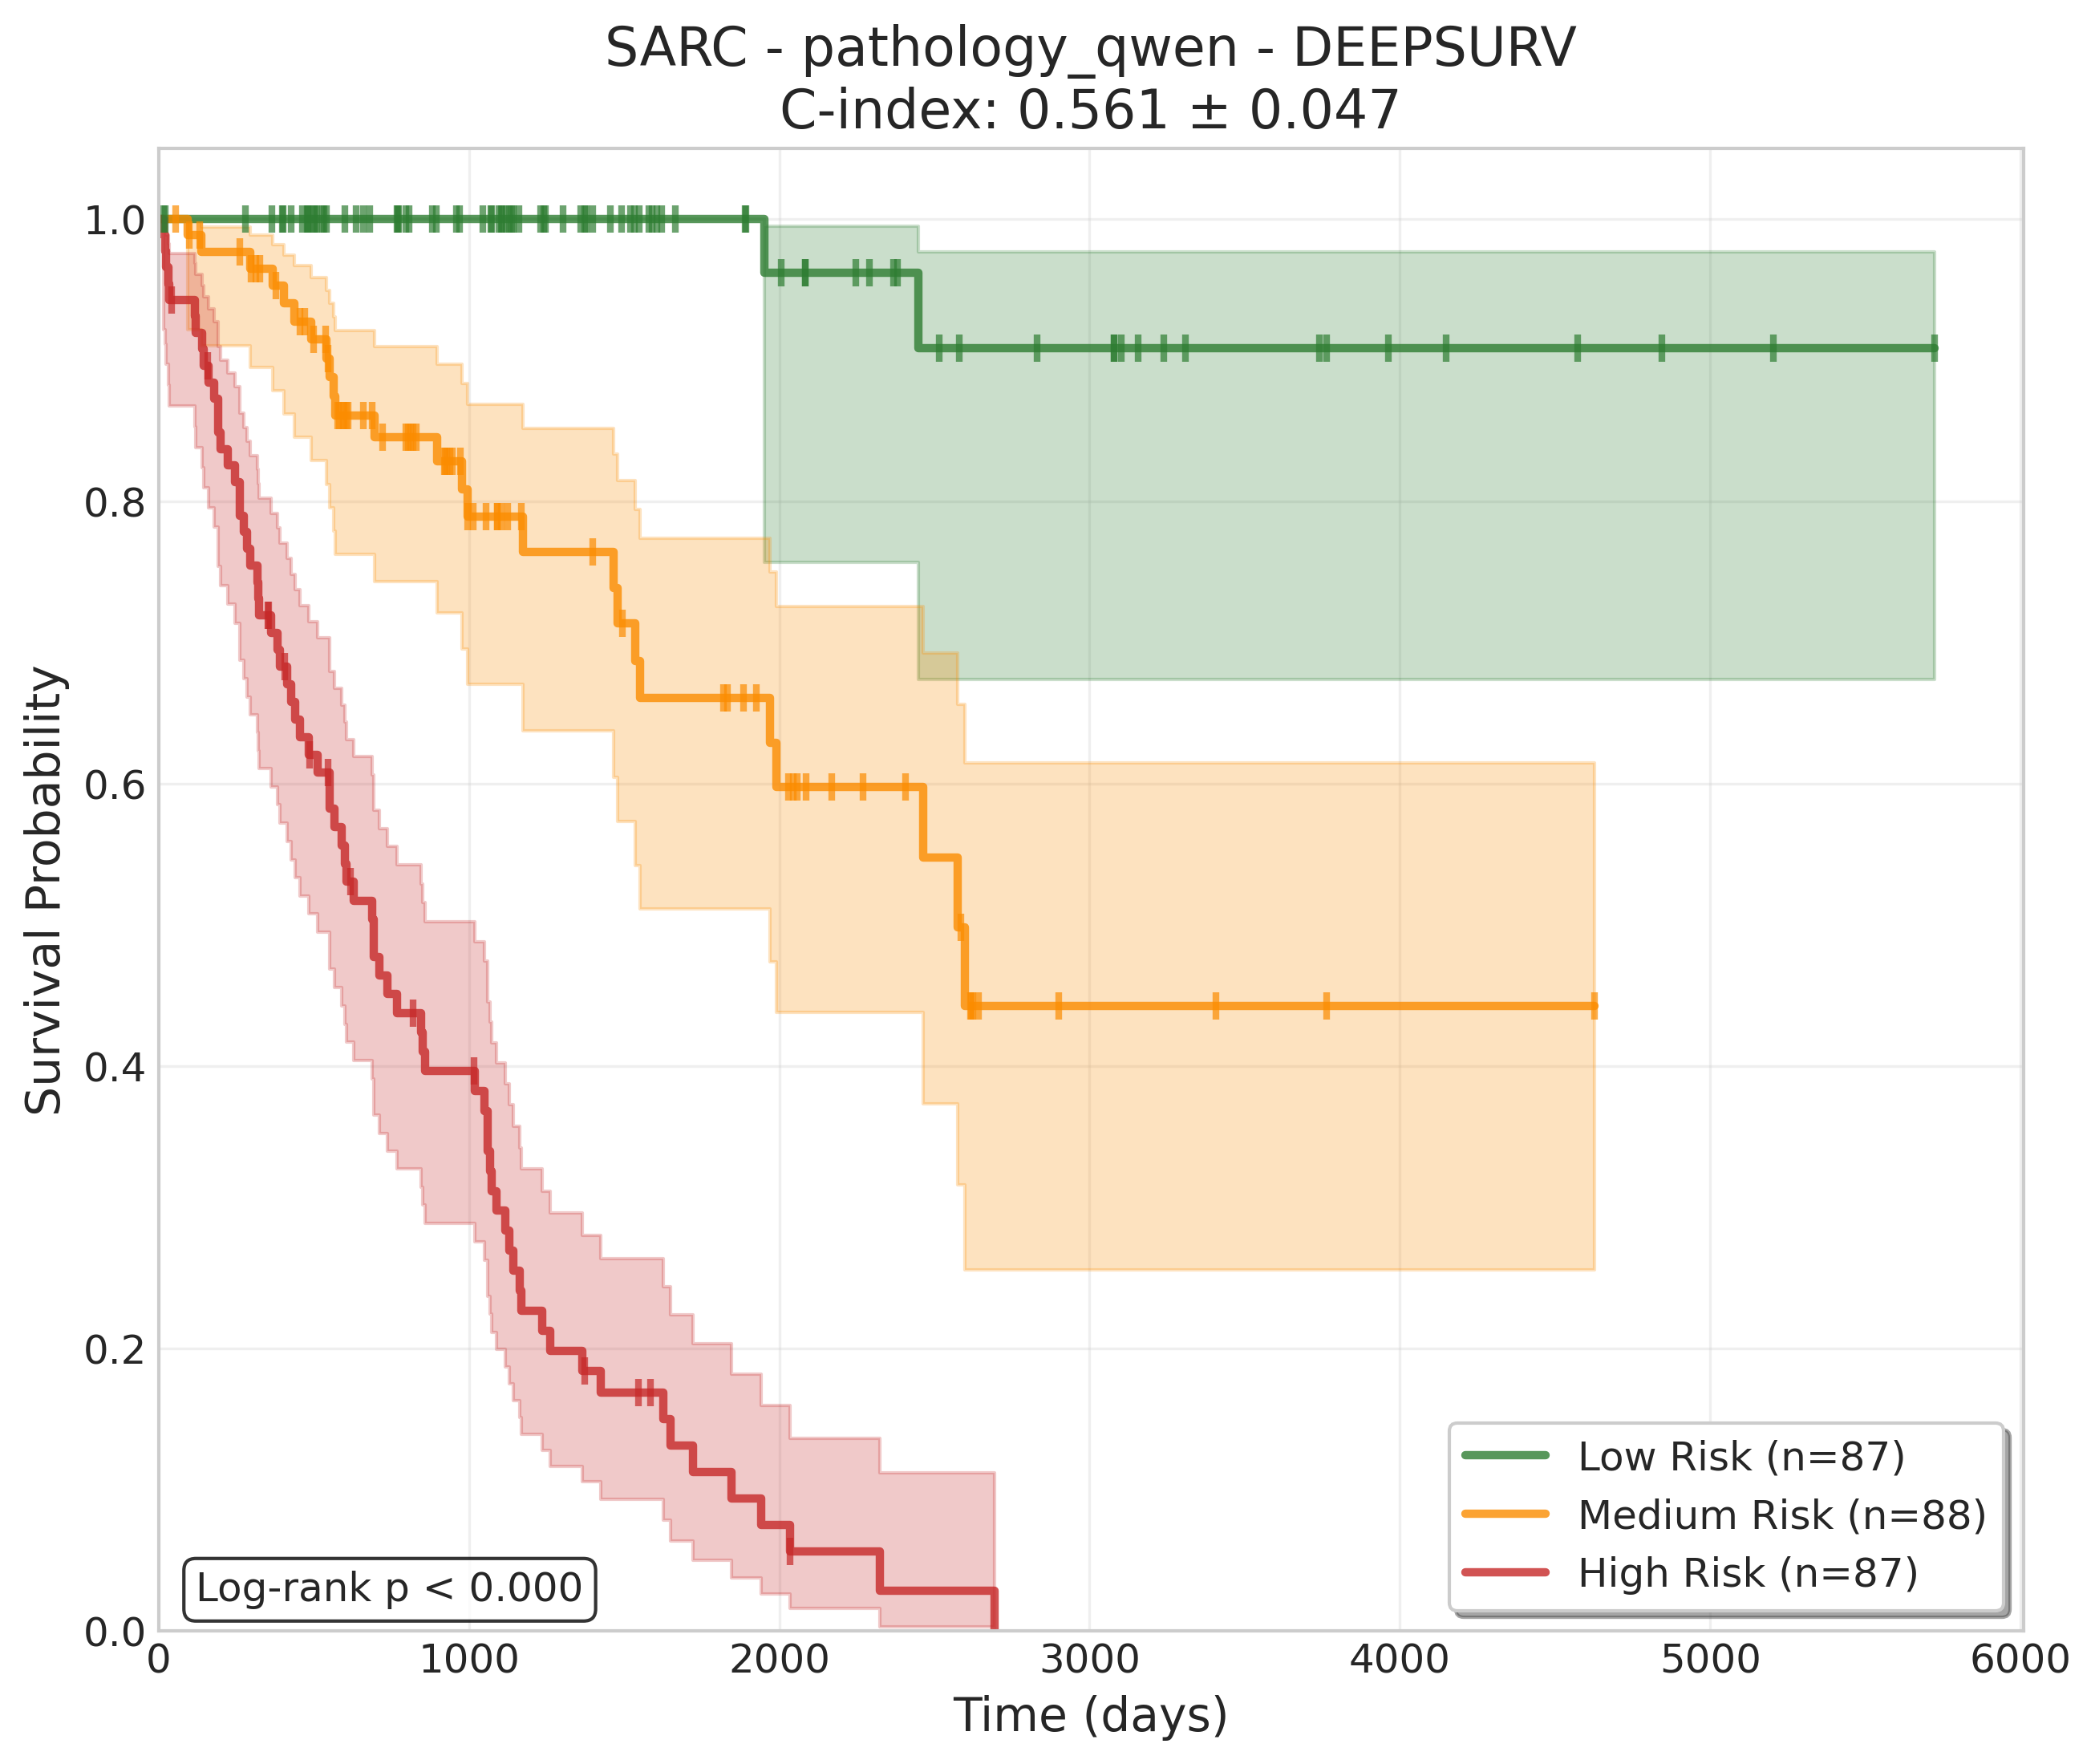 SARC - pathology_qwen - DEEPSURV
C-index: 0.561 ± 0.047
Survival Probability
1.0
0.8
0.6
0.4
0.2
0.0
0 1000 2000 3000 4000 5000 6000
Time (days)
Log-rank p < 0.000
Low Risk (n=87)
Medium Risk (n=88)
High Risk (n=87)